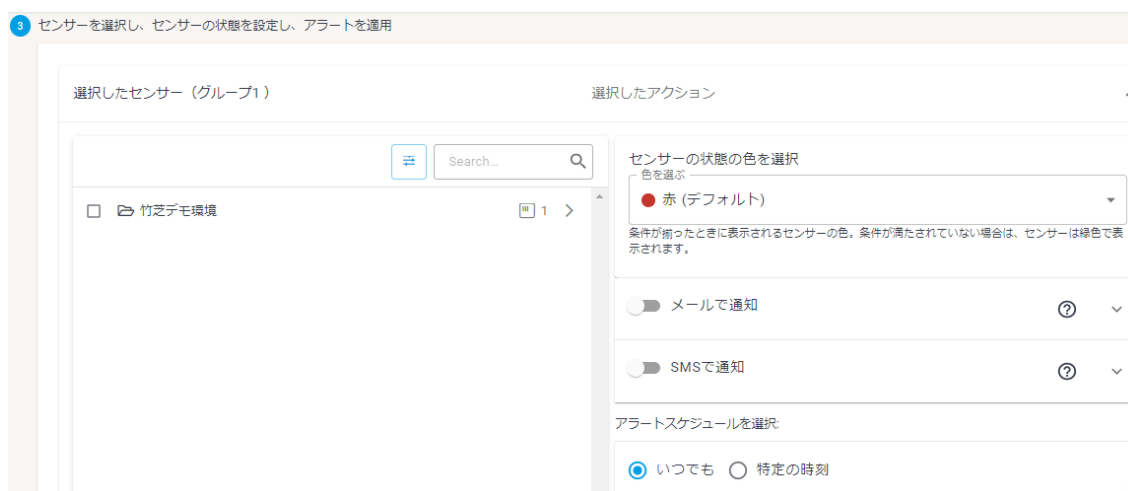 3 センサーを選択し、センサーの状態を設定し、アラートを適用
選択したセンサー（グループ1 ）
選択したアクション
Search...
竹芝デモ環境
1
センサーの状態の色を選択
色を選ぶ
赤 (デフォルト)
条件が揃ったときに表示されるセンサーの色。条件が満たされていない場合は、センサーは緑色で表
示されます。
メールで通知
SMSで通知
アラートスケジュールを選択:
いつでも 特定の時刻